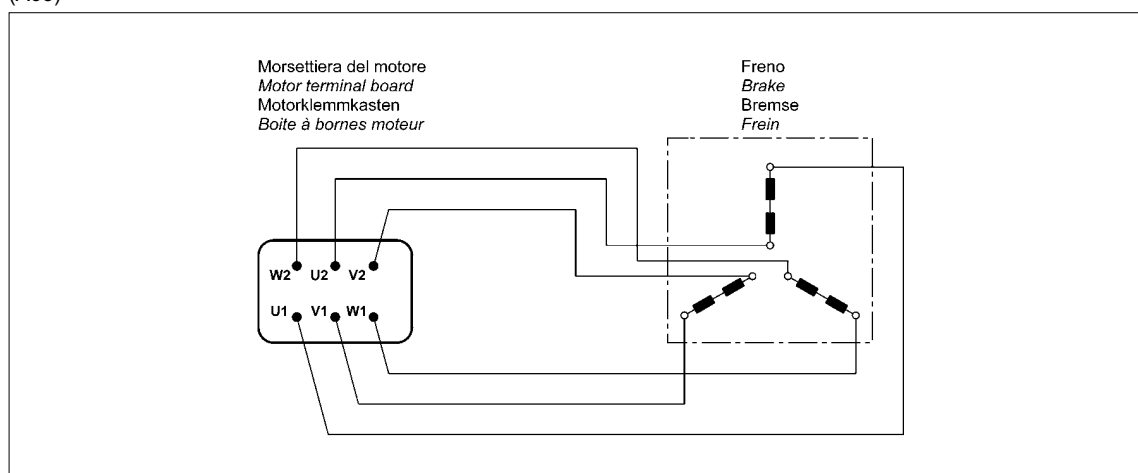 Morsettiera del motore
Motor terminal board
Motorklemmkasten
Boite à bornes moteur
Freno
Brake
Bremse
Frein
W2 U2 V2
U1 V1 W1